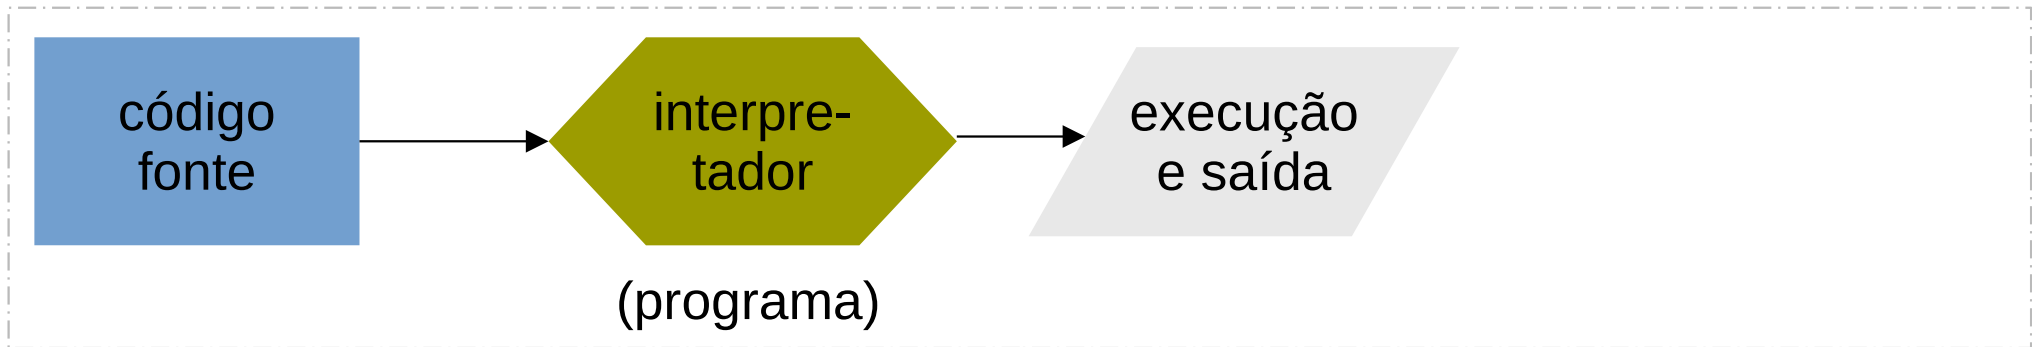 código
fonte
interpre-
tador
execução
e saída
(programa)